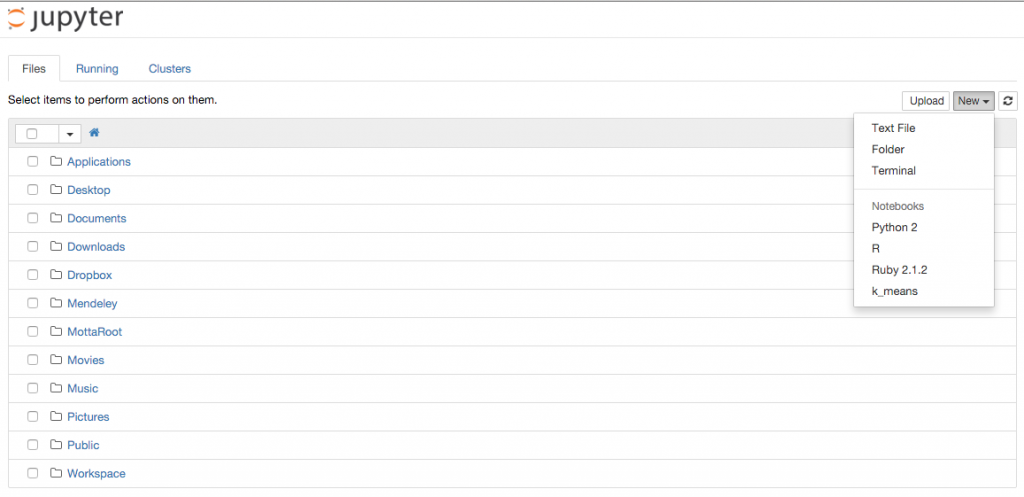 jupyter
Files Running Clusters
Select items to perform actions on them.
Upload New
Text File
Folder
Terminal
Notebooks
Python 2
R
Ruby 2.1.2
k_means
Applications
Desktop
Documents
Downloads
Dropbox
Mendeley
MottaRoot
Movies
Music
Pictures
Public
Workspace